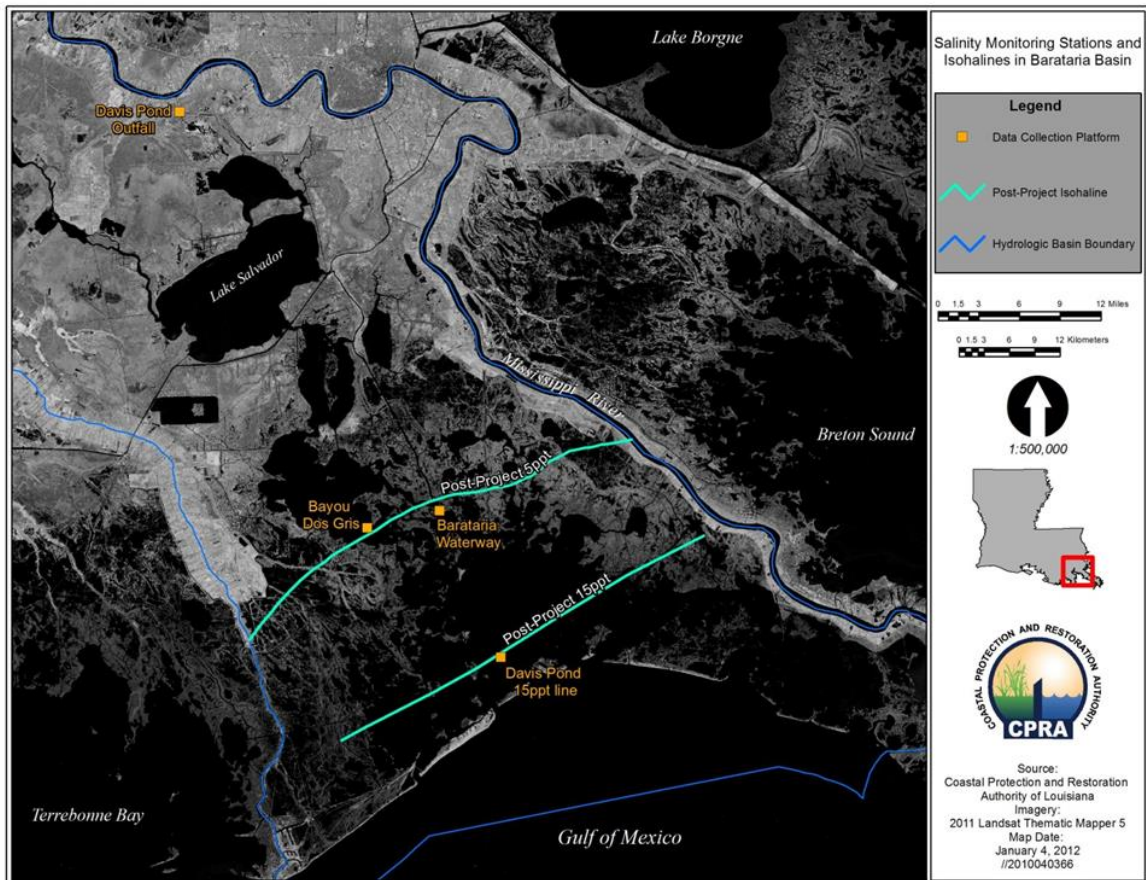 Lake Borgne
Davis Pond
Outfall
Lake Salvador
Mississippi River
Breton Sound
Post-Project 5ppt
Bayou
Dos Gris
Barataria
Waterway
Post-Project 15ppt
Davis Pond
15ppt line
Terrebonne Bay
Gulf of Mexico
Salinity Monitoring Stations and
Isohalines in Barataria Basin
Legend
Data Collection Platform
Post-Project Isohaline
Hydrologic Basin Boundary
0 1.5 3 6 9 12 Miles
0 1.5 3 6 9 12 Kilometers
1:500,000
COASTAL PROTECTION AND RESTORATION AUTHORITY
CPRA
Source:
Coastal Protection and Restoration
Authority of Louisiana
Imagery:
2011 Landsat Thematic Mapper 5
Map Date:
January 4, 2012
//2010040366